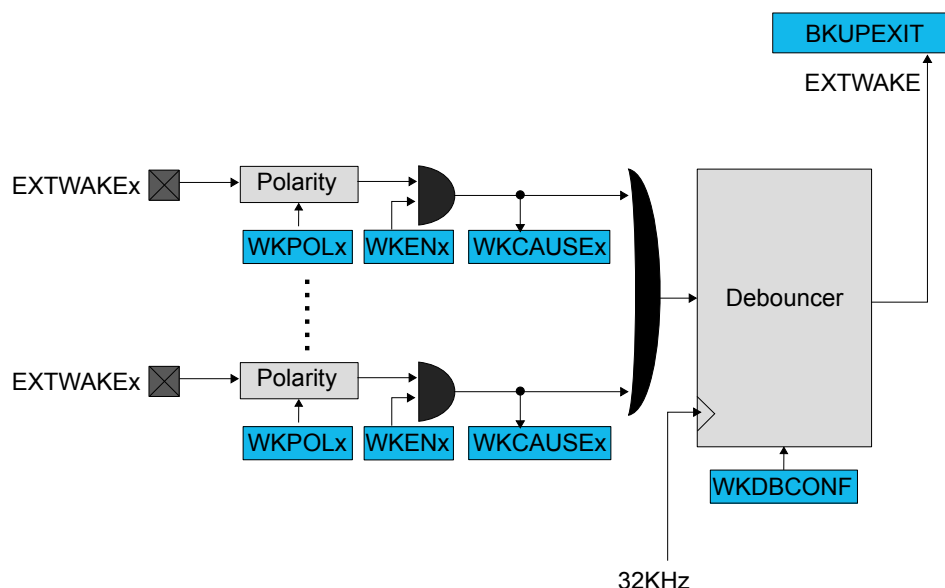 BKUPEXIT
EXTWAKE
EXTWAKEx
Polarity
WKPOLx
WKENx
WKCAUSEx
Debouncer
EXTWAKEx
Polarity
WKPOLx
WKENx
WKCAUSEx
WKDBCONF
32KHz